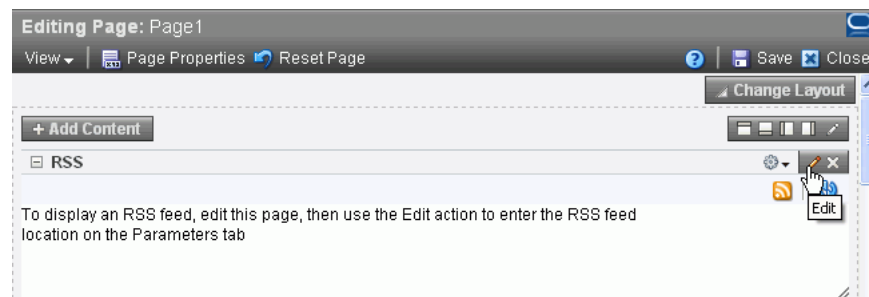 Editing Page: Page1
View Page Properties Reset Page Save Close
Change Layout
+ Add Content
RSS
Edit
To display an RSS feed, edit this page, then use the Edit action to enter the RSS feed
location on the Parameters tab